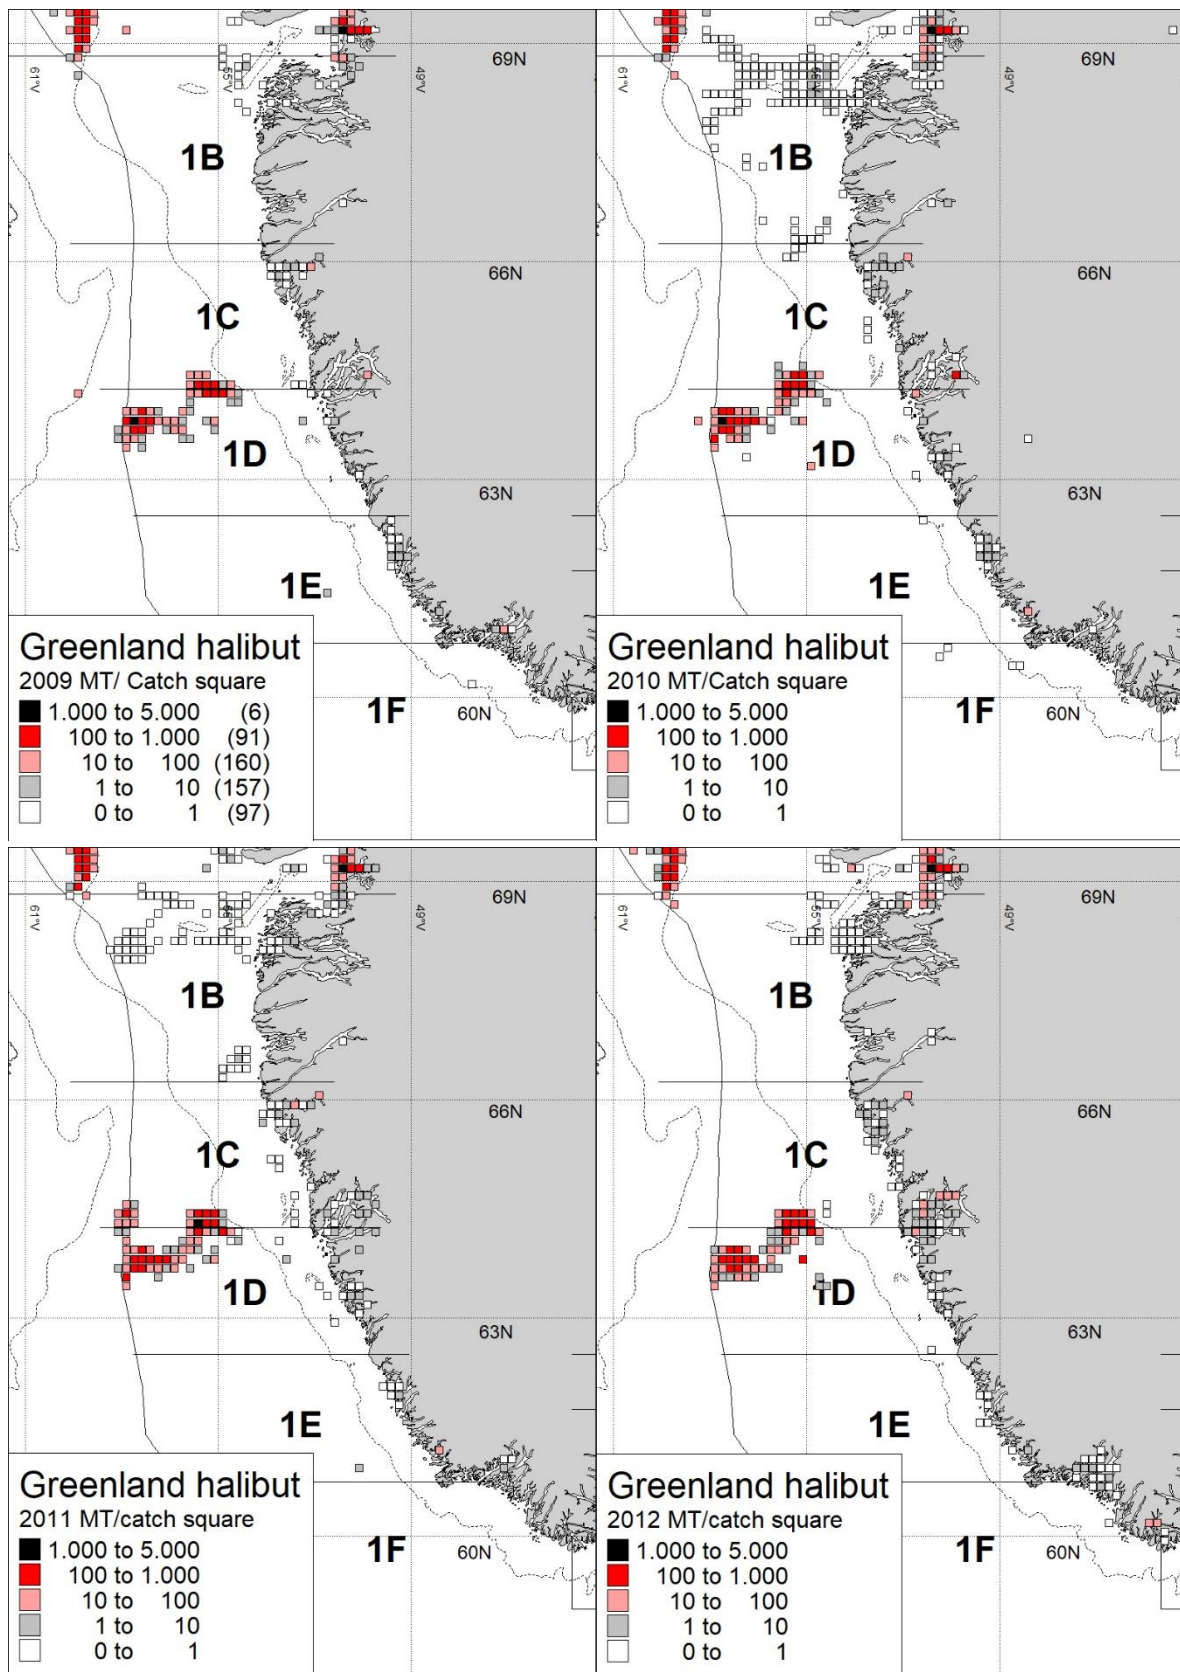 69N
61°V
55°V
49°V
1B
66N
1C
1D
63N
1E
1F
60N
Greenland halibut
2009 MT/ Catch square
1.000 to 5.000 (6)
100 to 1.000 (91)
10 to 100 (160)
1 to 10 (157)
0 to 1 (97)
69N
61°V
55°V
49°V
1B
66N
1C
1D
63N
1E
1F
60N
Greenland halibut
2010 MT/Catch square
1.000 to 5.000
100 to 1.000
10 to 100
1 to 10
0 to 1
69N
61°V
55°V
49°V
1B
66N
1C
1D
63N
1E
1F
60N
Greenland halibut
2011 MT/catch square
1.000 to 5.000
100 to 1.000
10 to 100
1 to 10
0 to 1
69N
61°V
55°V
49°V
1B
66N
1C
1D
63N
1E
1F
60N
Greenland halibut
2012 MT/catch square
1.000 to 5.000
100 to 1.000
10 to 100
1 to 10
0 to 1